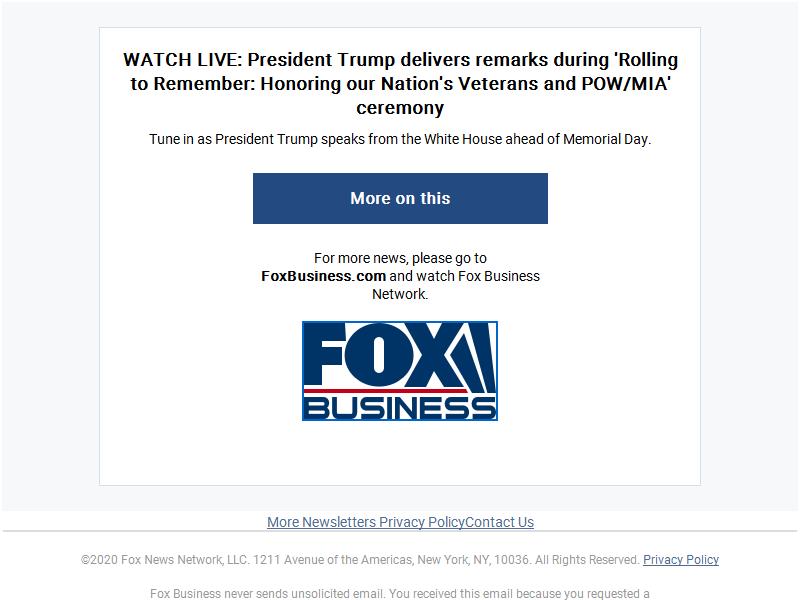 WATCH LIVE: President Trump delivers remarks during 'Rolling
to Remember: Honoring our Nation's Veterans and POW/MIA'
ceremony
Tune in as President Trump speaks from the White House ahead of Memorial Day.
More on this
For more news, please go to
FoxBusiness.com and watch Fox Business
Network.
FOX
BUSINESS
More Newsletters Privacy PolicyContact Us
©2020 Fox News Network, LLC. 1211 Avenue of the Americas, New York, NY, 10036. All Rights Reserved. Privacy Policy
Fox Business never sends unsolicited email. You received this email because you requested a